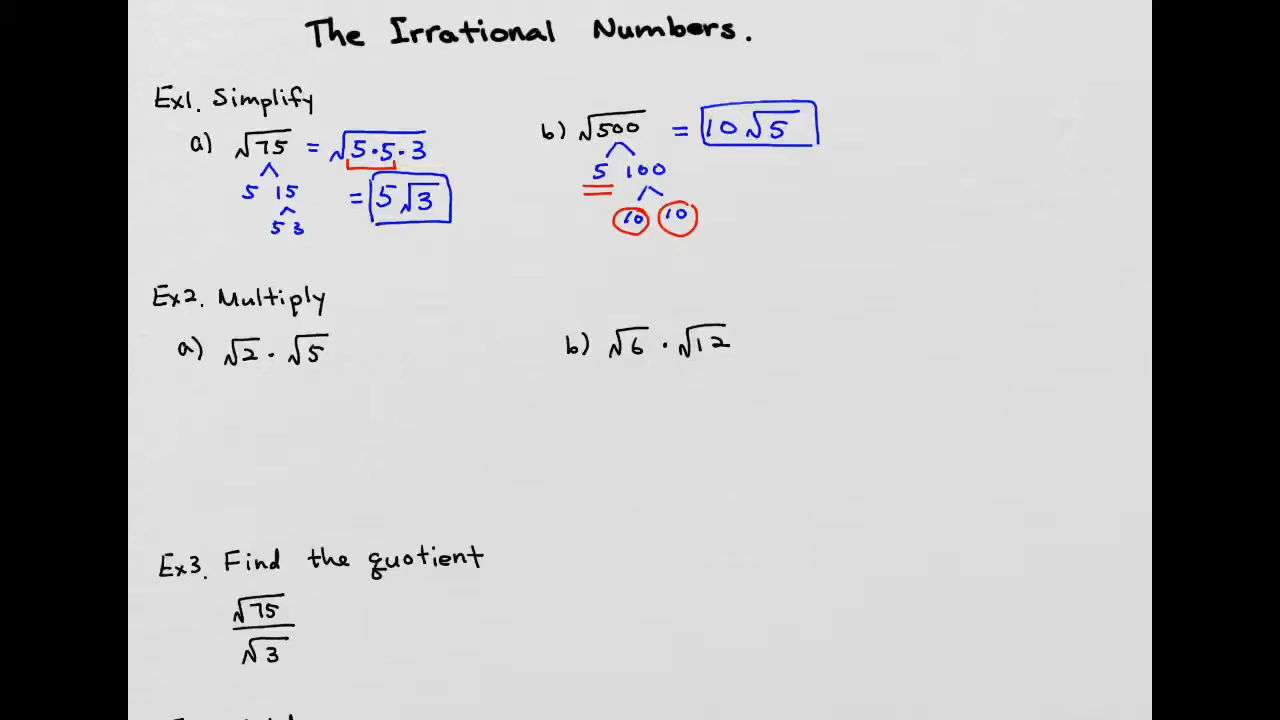 The Irrational Numbers.
Ex1. Simplify
a) √75 = √5·5·3
5 15
5 3
= 5√3
b) √500 = 10√5
5 100
10 10
Ex2. Multiply
a) √2 · √5
b) √6 · √12
Ex3. Find the quotient
√75
√3